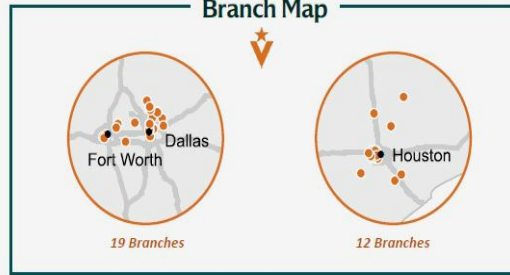 Branch Map
Dallas
Fort Worth
Houston
19 Branches
12 Branches